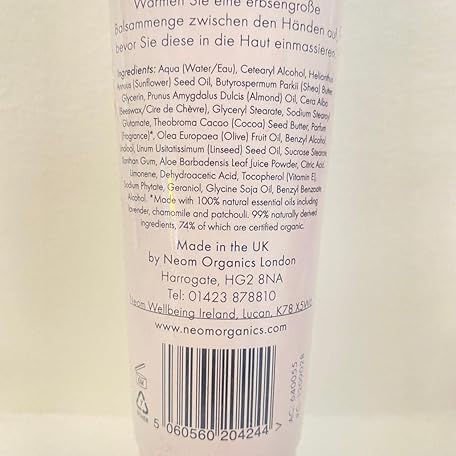 Wärmen Sie eine erbsengroße
Balsammenge zwischen den Händen auf
bevor Sie diese in die Haut einmassieren.
Ingredients: Aqua (Water/Eau), Cetearyl Alcohol, Helianthus
Annuus (Sunflower) Seed Oil, Butyrospermum Parkii (Shea) Butter,
Glycerin, Prunus Amygdalus Dulcis (Almond) Oil, Cera Alba
(Beeswax/Cire de Chèvre), Glyceryl Stearate, Sodium Stearoyl
Glutamate, Theobroma Cacao (Cocoa) Seed Butter, Parfum
(Fragrance)*, Olea Europaea (Olive) Fruit Oil, Benzyl Alcohol,
Linalool, Linum Usitatissimum (Linseed) Seed Oil, Sucrose Stearate,
Xanthan Gum, Aloe Barbadensis Leaf Juice Powder, Citric Acid,
Limonene, Dehydroacetic Acid, Tocopherol (Vitamin E),
Sodium Phytate, Geraniol, Glycine Soja Oil, Benzyl Benzoate,
Alcohol. *Made with 100% natural essential oils including
lavender, chamomile and patchouli. 99% naturally derived
ingredients, 74% of which are certified organic.
Made in the UK
by Neom Organics London
Harrogate, HG2 8NA
Tel: 01423 878810
Neom Wellbeing Ireland, Lucan, K78 X5W6
www.neomorganics.com
5 060560 204244 >
AC: 640055